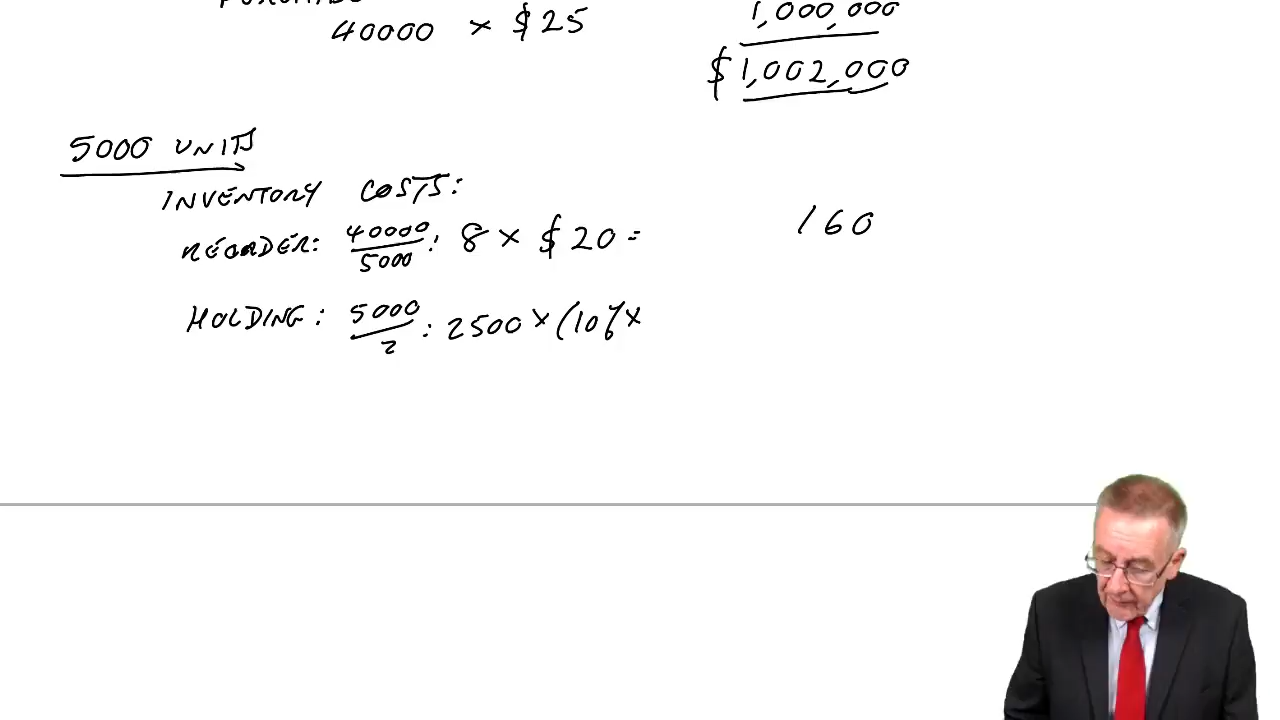 40000 × $25
1,000,000
$1,002,000
5000 UNITS
INVENTORY COSTS:
REORDER: 40000/5000 : 8 × $20 = 160
HOLDING: 5000/2 : 2500 × (10% ×